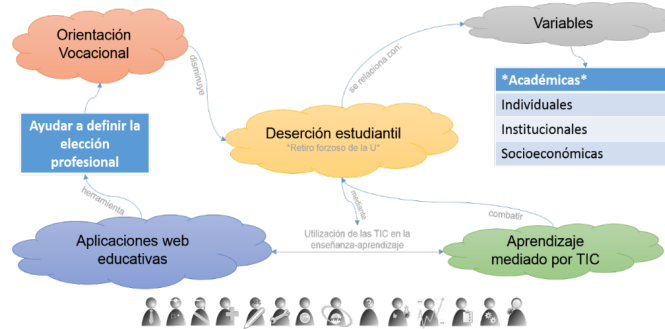 Orientación
Vocacional
disminuye
se relaciona con:
Variables
*Académicas*
Individuales
Institucionales
Socioeconómicas
Ayudar a definir la
elección
profesional
Deserción estudiantil
*Retiro forzoso de la U*
herramienta
mediante
combatir
Utilización de las TIC en la
enseñanza-aprendizaje
Aplicaciones web
educativas
Aprendizaje
mediado por TIC